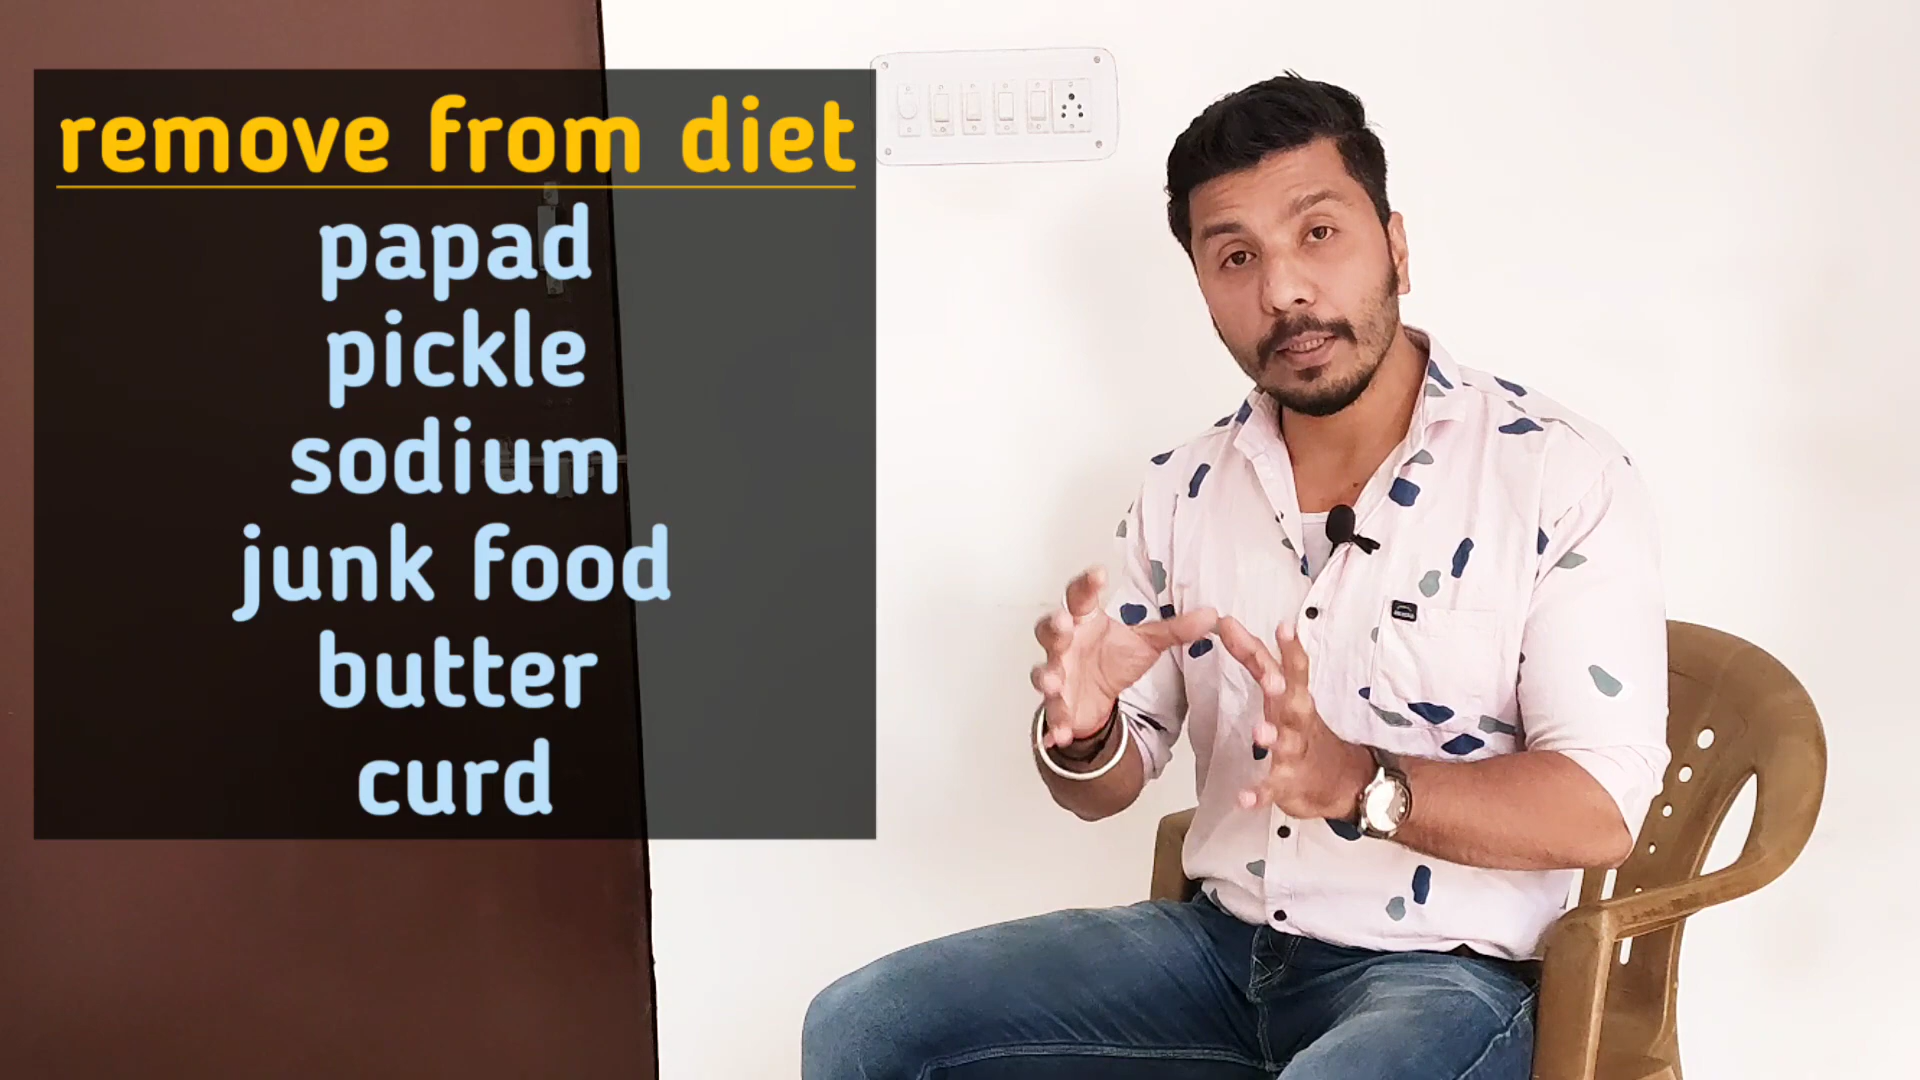 remove from diet
papad
pickle
sodium
junk food
butter
curd